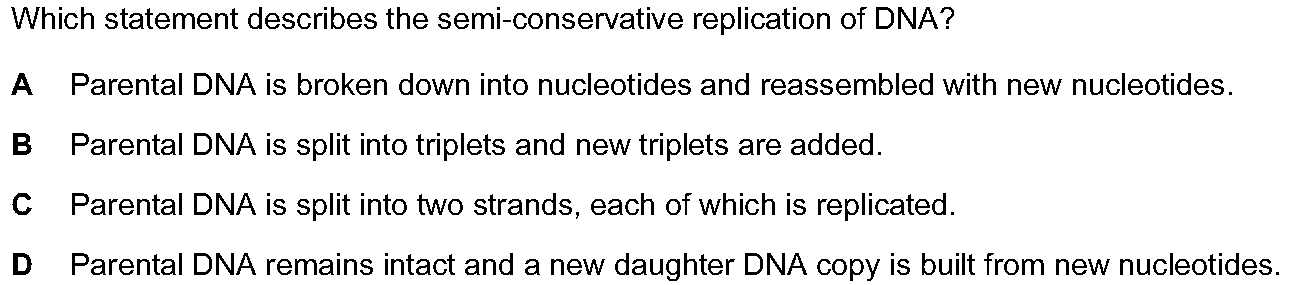 Which statement describes the semi-conservative replication of DNA?
A Parental DNA is broken down into nucleotides and reassembled with new nucleotides.
B Parental DNA is split into triplets and new triplets are added.
C Parental DNA is split into two strands, each of which is replicated.
D Parental DNA remains intact and a new daughter DNA copy is built from new nucleotides.